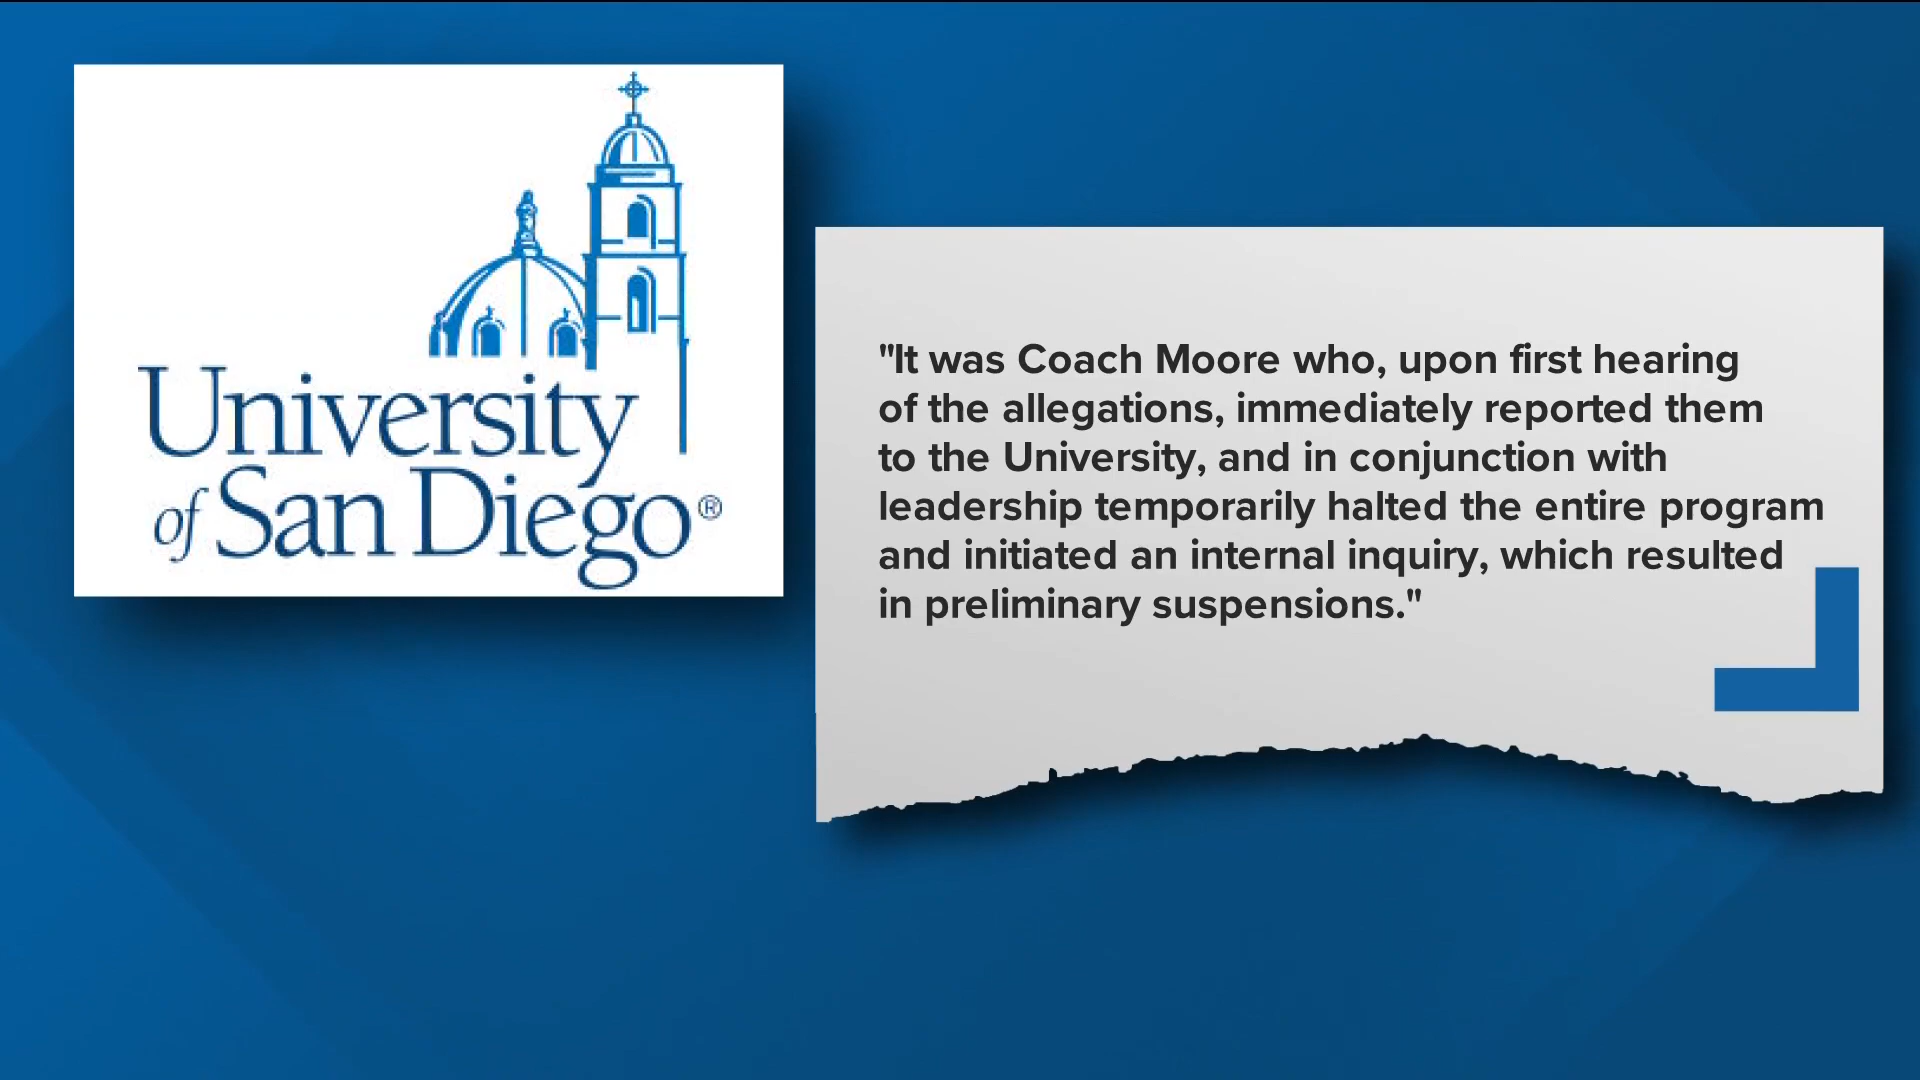 University
of San Diego®
"It was Coach Moore who, upon first hearing
of the allegations, immediately reported them
to the University, and in conjunction with
leadership temporarily halted the entire program
and initiated an internal inquiry, which resulted
in preliminary suspensions."